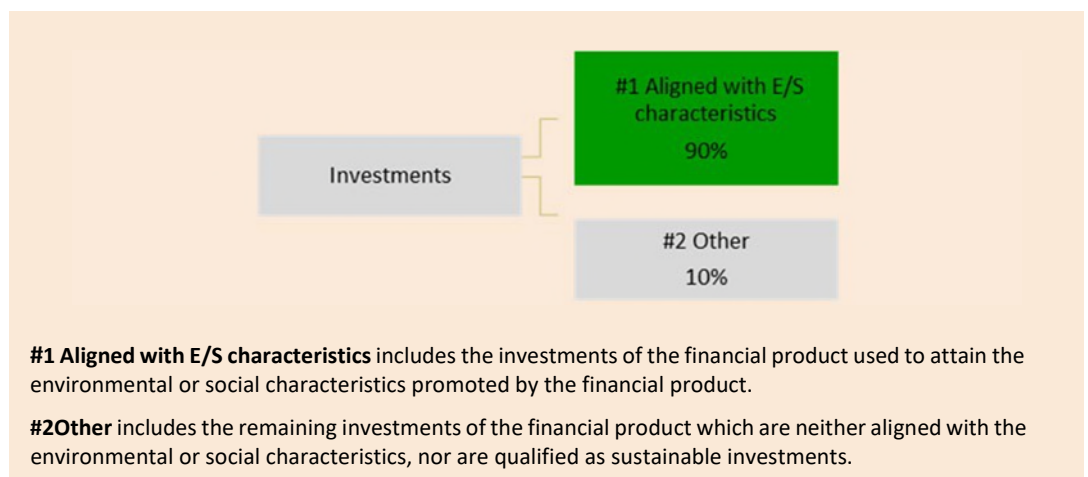 #1 Aligned with E/S
characteristics
90%
Investments
#2 Other
10%
#1 Aligned with E/S characteristics includes the investments of the financial product used to attain the
environmental or social characteristics promoted by the financial product.
#2Other includes the remaining investments of the financial product which are neither aligned with the
environmental or social characteristics, nor are qualified as sustainable investments.